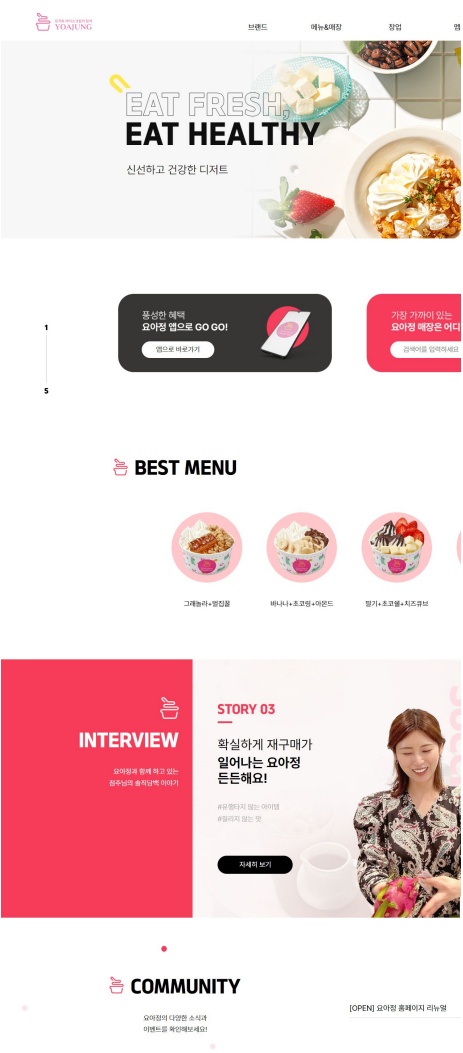 YOAJUNG
브랜드
메뉴&매장
창업
EAT FRESH,
EAT HEALTHY
신선하고 건강한 디저트
풍성한 혜택
요아정 앱으로 GO GO!
앱으로 바로가기
가장 가까이 있는
요아정 매장은 어디
검색어를 입력하세요
1
5
BEST MENU
그래놀라+벌집꿀
바나나+초코링+아몬드
딸기+초코쉘+치즈큐브
INTERVIEW
요아정과 함께 하고 있는
점주님의 솔직담백 이야기
STORY 03
확실하게 재구매가
일어나는 요아정
든든해요!
#유행타지 않는 아이템
#질리지 않는 맛
자세히 보기
COMMUNITY
요아정의 다양한 소식과
이벤트를 확인해보세요!
[OPEN] 요아정 홈페이지 리뉴얼